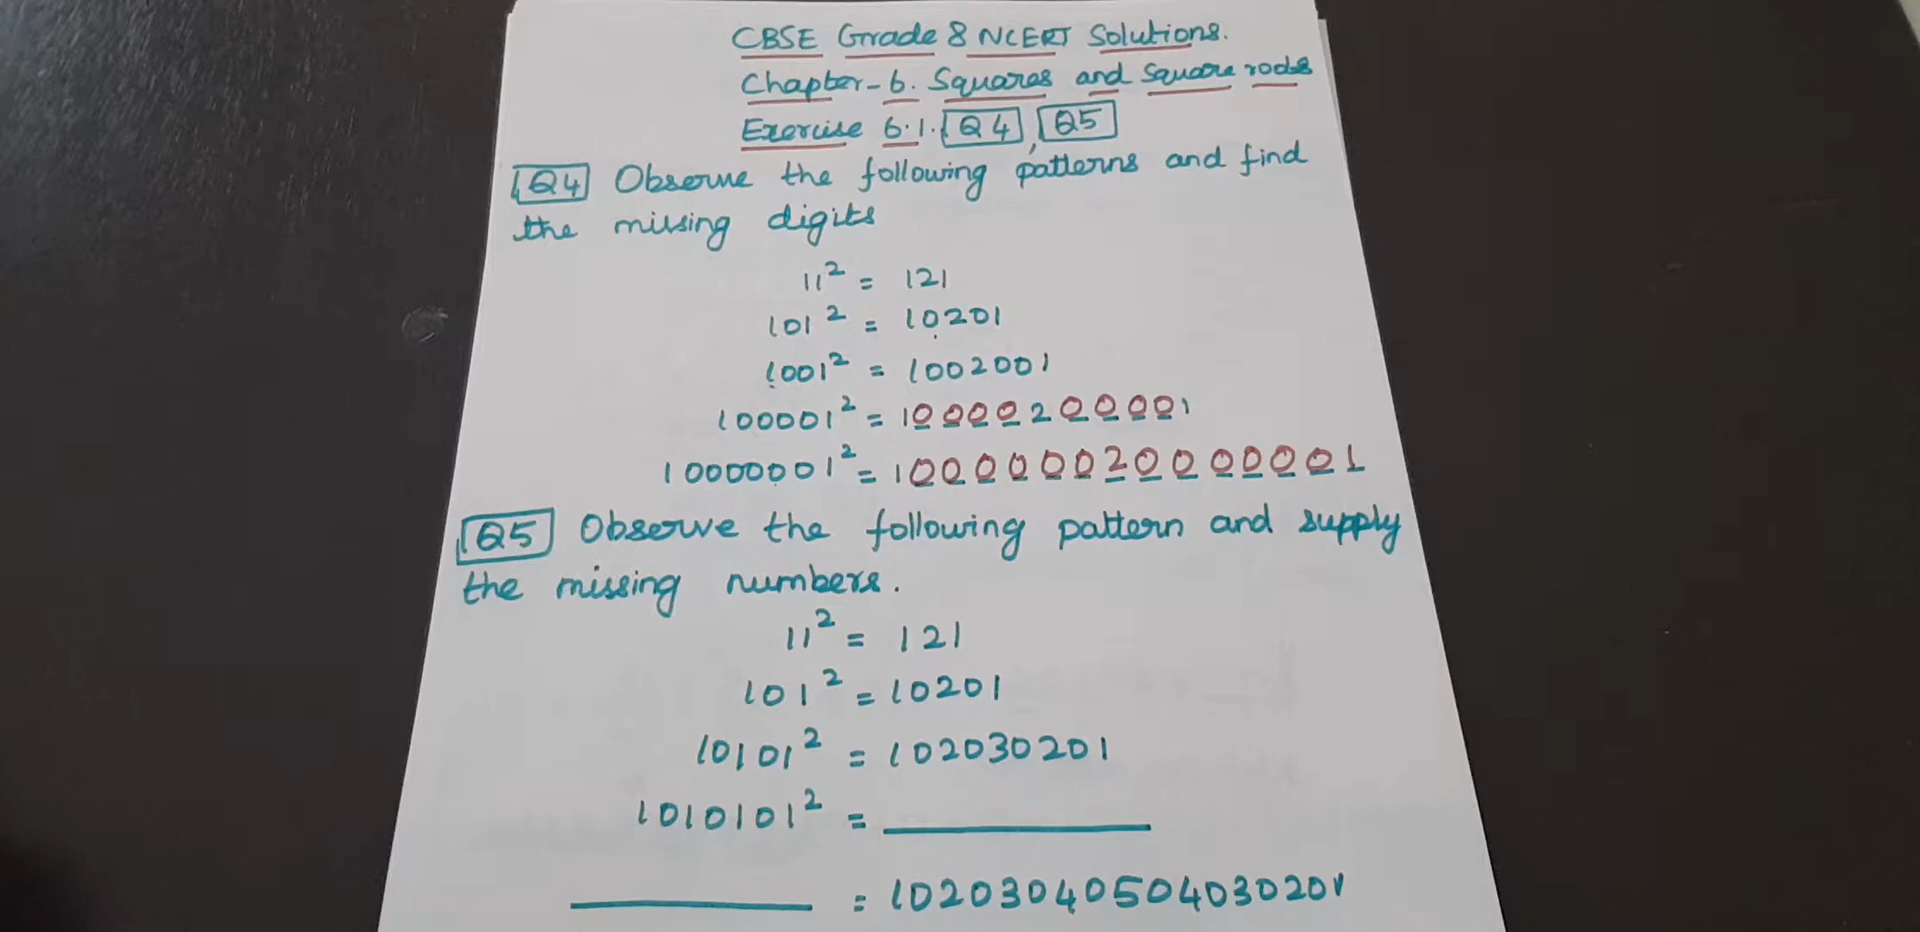 CBSE Grade 8 NCERT Solutions.
Chapter-6. Squares and Square roots
Exercise 6.1. Q4, Q5
Q4 Observe the following patterns and find
the missing digits
11² = 121
101² = 10201
1001² = 1002001
100001² = 10000200001
10000001² = 100000020000001
Q5 Observe the following pattern and supply
the missing numbers.
11² = 121
101² = 10201
10101² = 102030201
1010101² = ________
________ = 10203040504030201